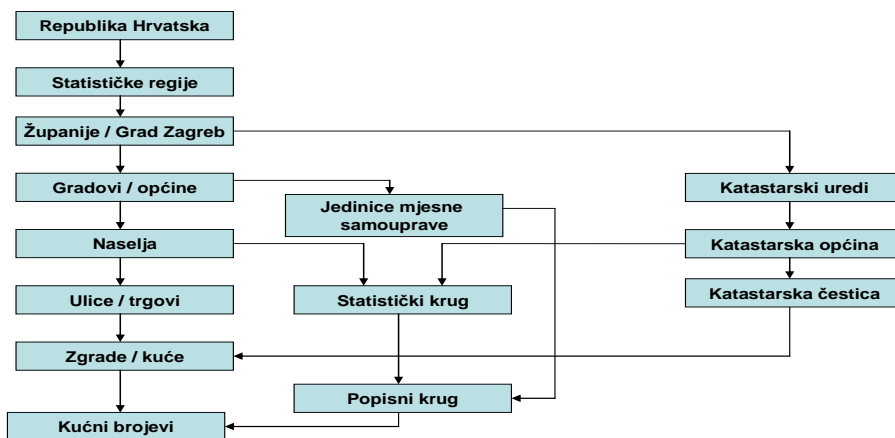 Republika Hrvatska
Statističke regije
Županije / Grad Zagreb
Gradovi / općine
Katastarski uredi
Jedinice mjesne
samouprave
Naselja
Katastarska općina
Ulice / trgovi
Statistički krug
Katastarska čestica
Zgrade / kuće
Popisni krug
Kućni brojevi